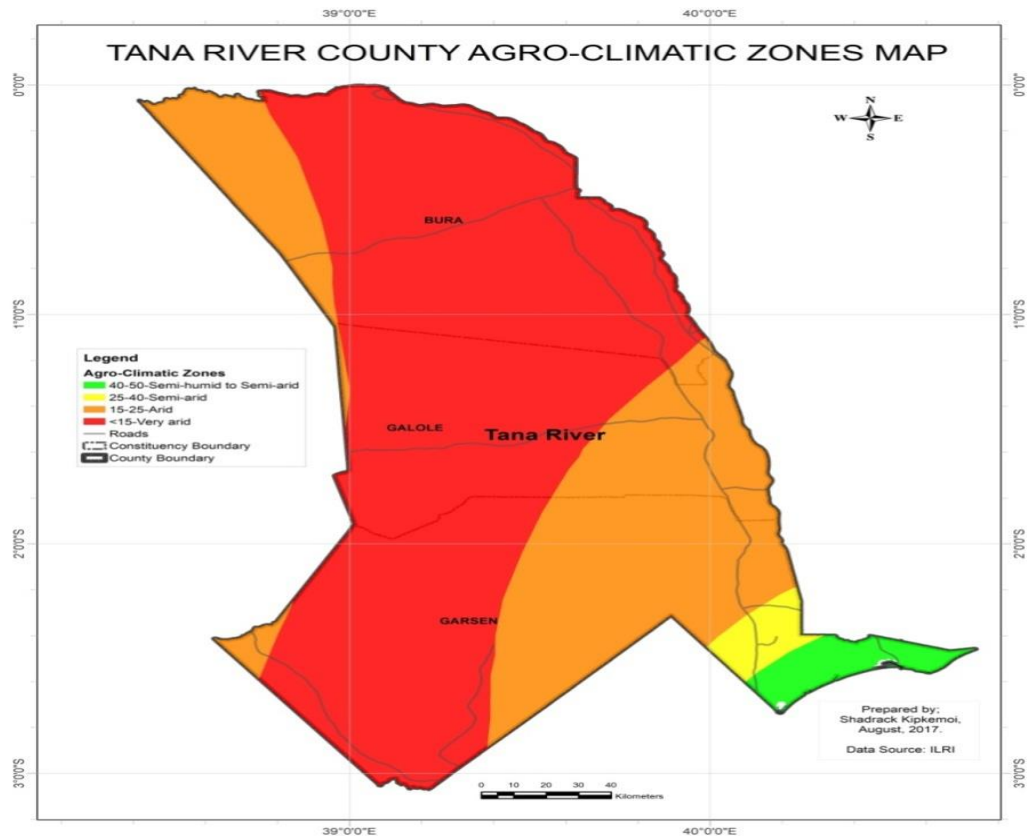 39°0'0"E 40°0'0"E
TANA RIVER COUNTY AGRO-CLIMATIC ZONES MAP
0°0'0" 0°0'0"
N
W E
S
BURA
1°0'0"S 1°0'0"S
Legend
Agro-Climatic Zones
40-50-Semi-humid to Semi-arid
25-40-Semi-arid
15-25-Arid
<15-Very arid
Roads
Constituency Boundary
County Boundary
GALOLE
Tana River
2°0'0"S 2°0'0"S
GARSEN
Prepared by;
Shadrack Kipkemoi,
August, 2017.
Data Source: ILRI
3°0'0"S 3°0'0"S
0 10 20 30 40
Kilometers
39°0'0"E 40°0'0"E